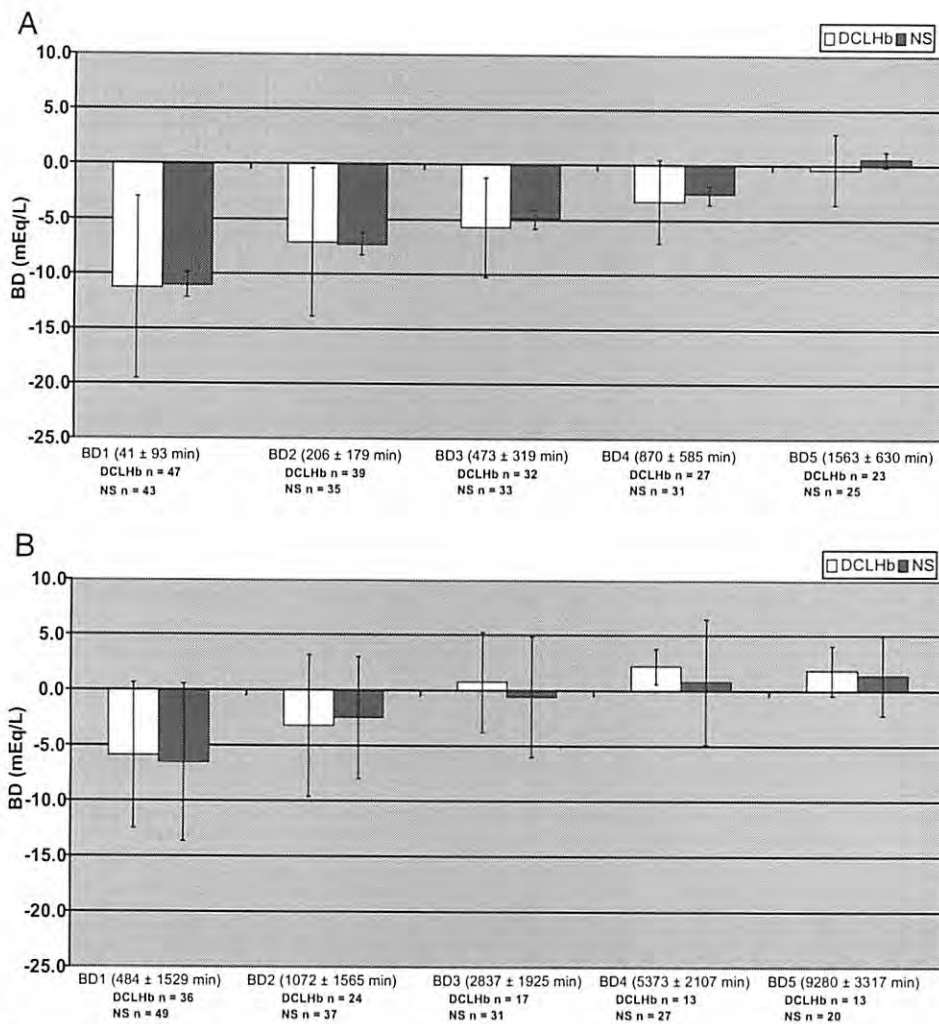 A
DCLHb NS
10.0
5.0
0.0
-5.0
-10.0
-15.0
-20.0
-25.0
BD (mEq/L)
BD1 (41 ± 93 min) BD2 (206 ± 179 min) BD3 (473 ± 319 min) BD4 (870 ± 585 min) BD5 (1563 ± 630 min)
DCLHb n = 47 DCLHb n = 39 DCLHb n = 32 DCLHb n = 27 DCLHb n = 23
NS n = 43 NS n = 35 NS n = 33 NS n = 31 NS n = 25
B
DCLHb NS
10.0
5.0
0.0
-5.0
-10.0
-15.0
-20.0
-25.0
BD (mEq/L)
BD1 (484 ± 1529 min) BD2 (1072 ± 1565 min) BD3 (2837 ± 1925 min) BD4 (5373 ± 2107 min) BD5 (9280 ± 3317 min)
DCLHb n = 36 DCLHb n = 24 DCLHb n = 17 DCLHb n = 13 DCLHb n = 13
NS n = 49 NS n = 37 NS n = 31 NS n = 27 NS n = 20